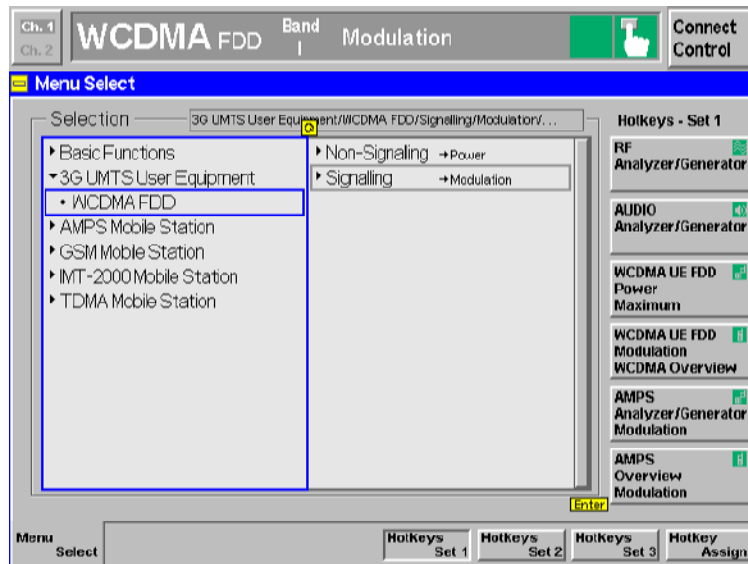 Ch. 1
Ch. 2
WCDMA FDD Band I Modulation
Connect Control
Menu Select
Selection
3G UMTS User Equipment/WCDMA FDD/Signalling/Modulation/...
Basic Functions
3G UMTS User Equipment
WCDMA FDD
AMPS Mobile Station
GSM Mobile Station
IMT-2000 Mobile Station
TDMA Mobile Station
Non-Signaling →Power
Signalling →Modulation
Enter
Hotkeys - Set 1
RF
Analyzer/Generator
AUDIO
Analyzer/Generator
WCDMA UE FDD
Power
Maximum
WCDMA UE FDD
Modulation
WCDMA Overview
AMPS
Analyzer/Generator
Modulation
AMPS
Overview
Modulation
Menu Select
HotKeys Set 1
HotKeys Set 2
HotKeys Set 3
Hotkey Assign